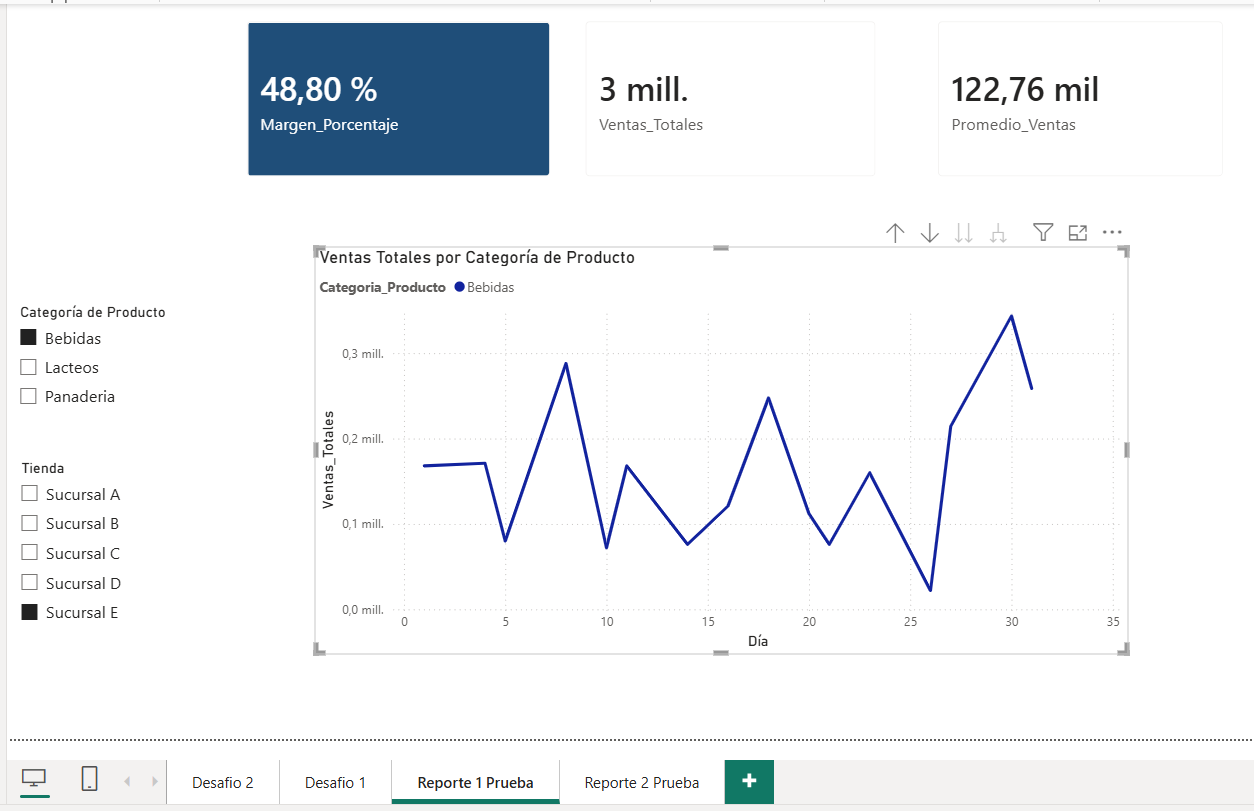 48,80 %
Margen_Porcentaje
3 mill.
Ventas_Totales
122,76 mil
Promedio_Ventas
Ventas Totales por Categoría de Producto
Categoria_Producto Bebidas
Categoría de Producto
Bebidas
Lacteos
Panaderia
Tienda
Sucursal A
Sucursal B
Sucursal C
Sucursal D
Sucursal E
Ventas_Totales
0,3 mill.
0,2 mill.
0,1 mill.
0,0 mill.
0 5 10 15 20 25 30 35
Día
Desafio 2 Desafio 1 Reporte 1 Prueba Reporte 2 Prueba +